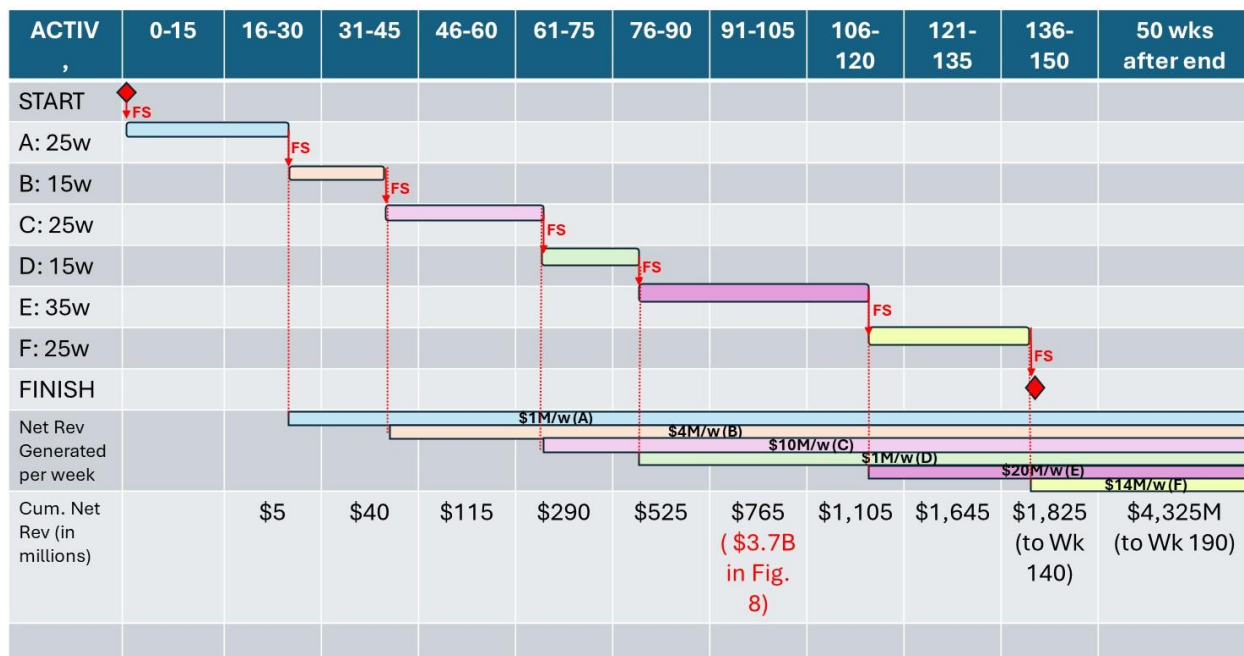 ACTIV 0-15 16-30 31-45 46-60 61-75 76-90 91-105 106- 121- 136- 50 wks
, 120 135 150 after end
START
FS
A: 25w
FS
B: 15w
FS
C: 25w
FS
D: 15w
FS
E: 35w
FS
F: 25w
FS
FINISH
Net Rev
Generated
per week
$1M/w(A)
$4M/w(B)
$10M/w(C)
$1M/w(D)
$20M/w(E)
$14M/w(F)
Cum. Net $5 $40 $115 $290 $525 $765 $1,105 $1,645 $1,825 $4,325M
Rev (in ( $3.7B (to Wk (to Wk 190)
millions) in Fig. 140)
8)